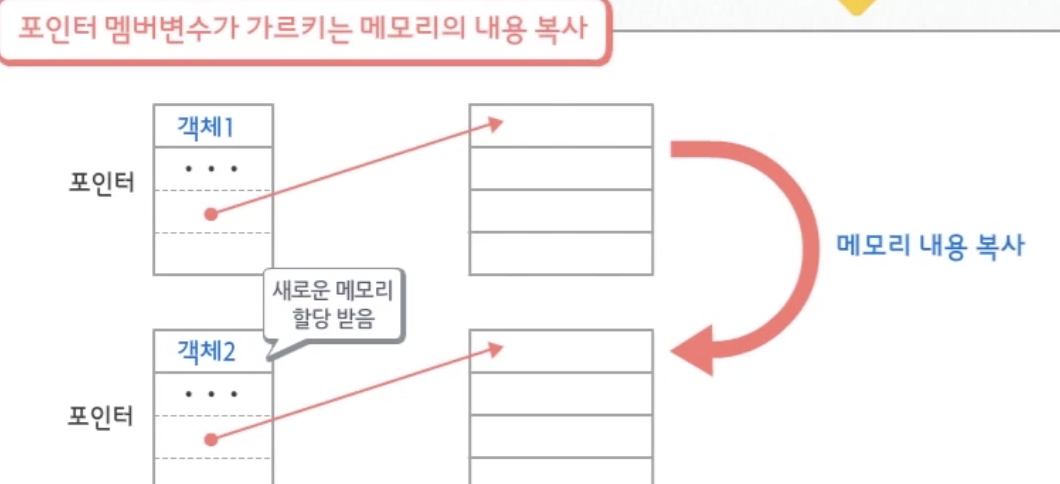 포인터 멤버변수가 가르키는 메모리의 내용 복사
객체1
• • •
포인터
메모리 내용 복사
새로운 메모리
할당 받음
객체2
• • •
포인터